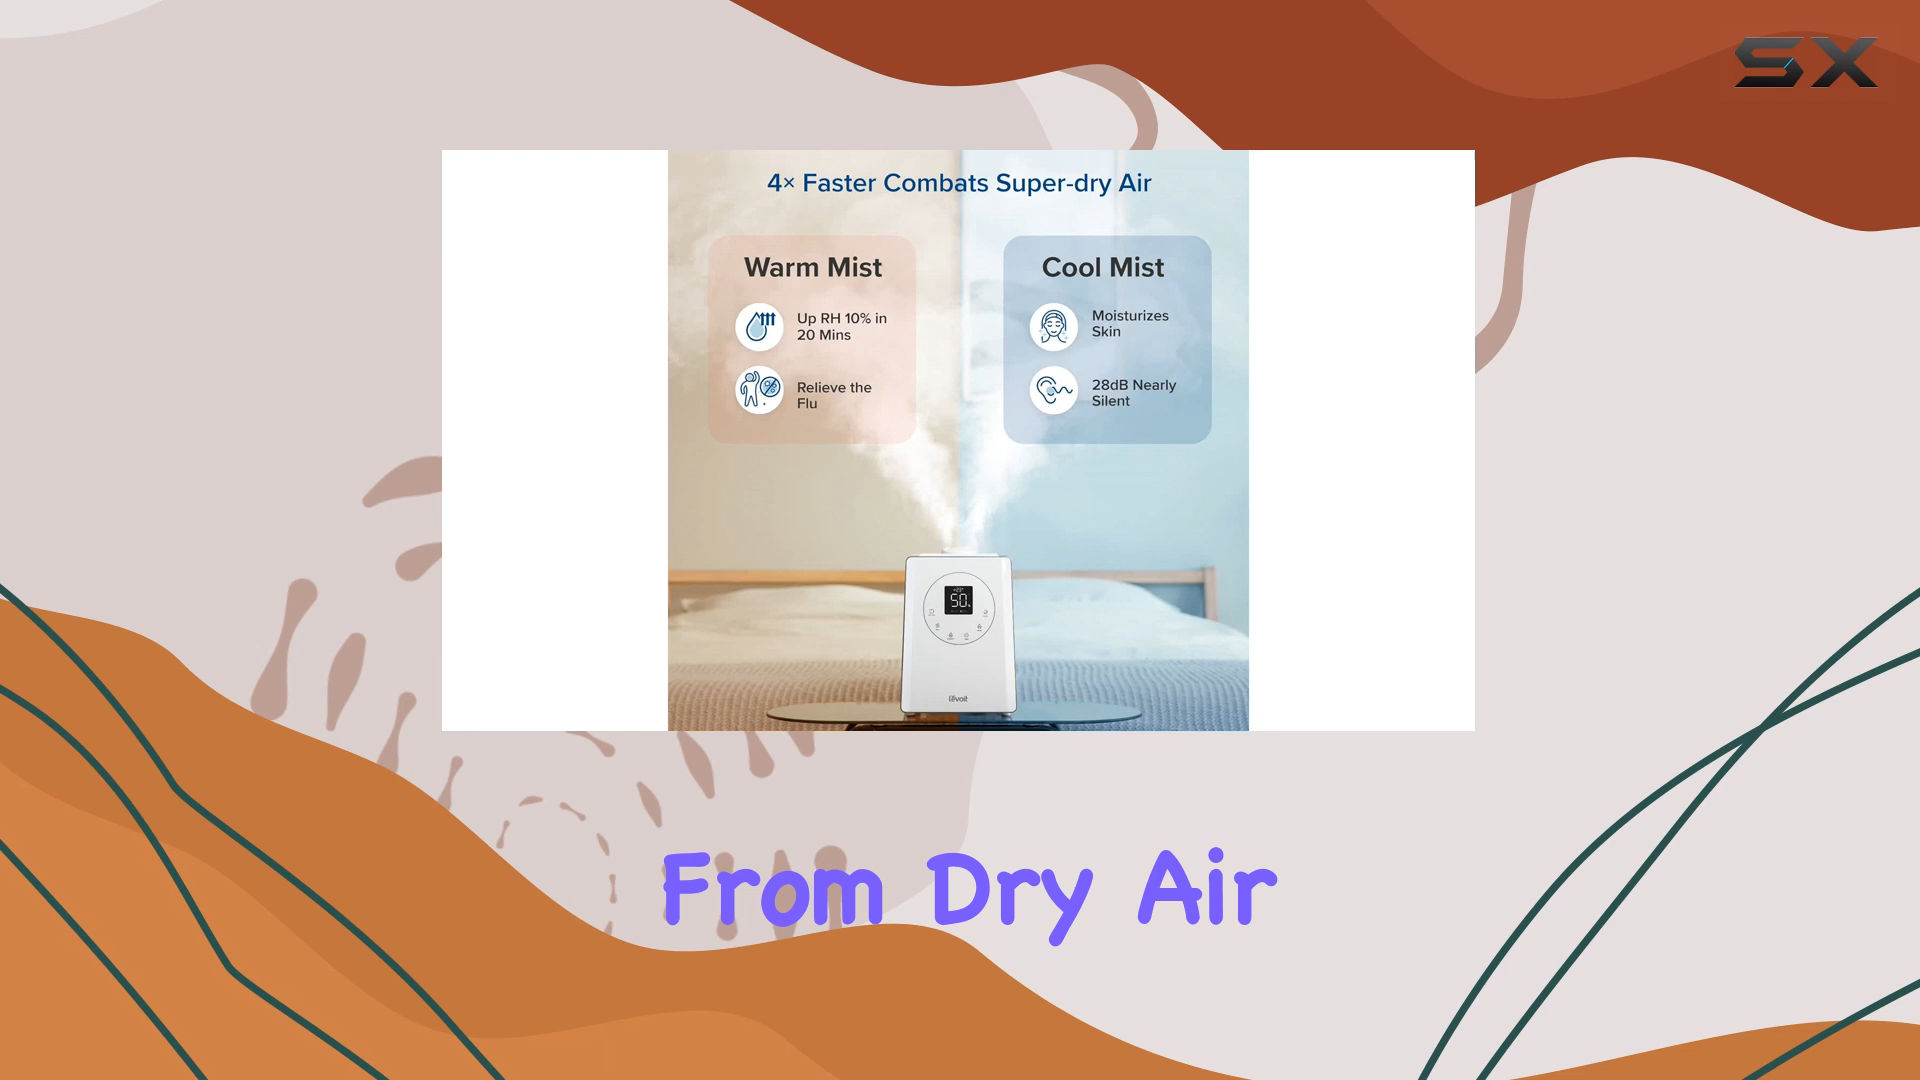 SX
4× Faster Combats Super-dry Air
Warm Mist
Up RH 10% in
20 Mins
Relieve the
Flu
Cool Mist
Moisturizes
Skin
28dB Nearly
Silent
50%
levoit
From Dry Air